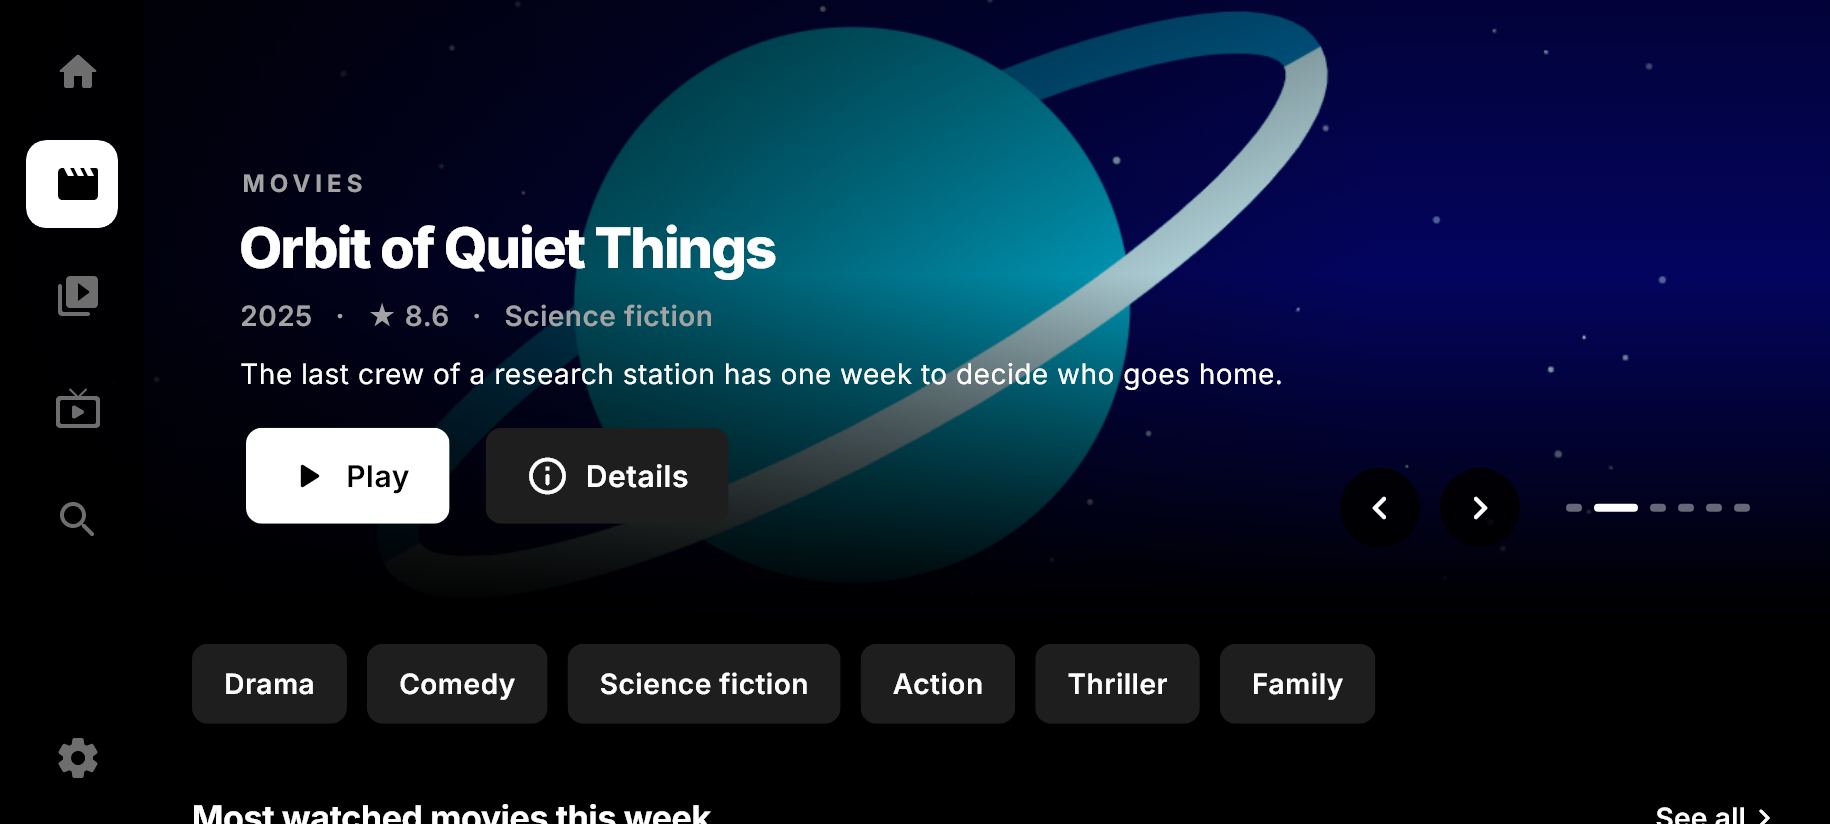 MOVIES
Orbit of Quiet Things
2025 · ★ 8.6 · Science fiction
The last crew of a research station has one week to decide who goes home.
Play Details
Drama Comedy Science fiction Action Thriller Family
Most watched movies this week See all